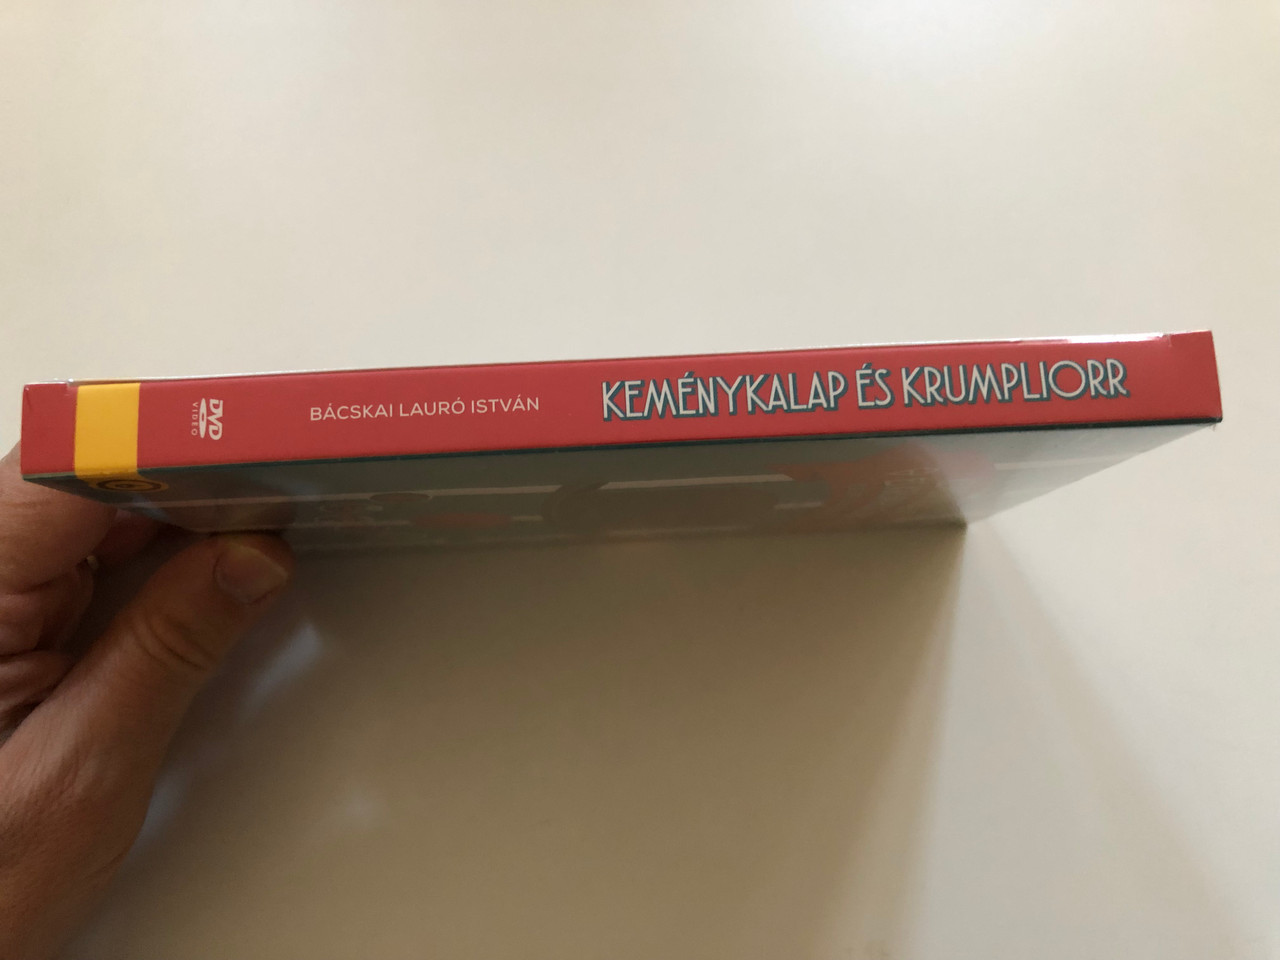 DVD
VIDEO
BÁCSKAI LAURÓ ISTVÁN
KEMÉNYKALAP ÉS KRUMPLIORR